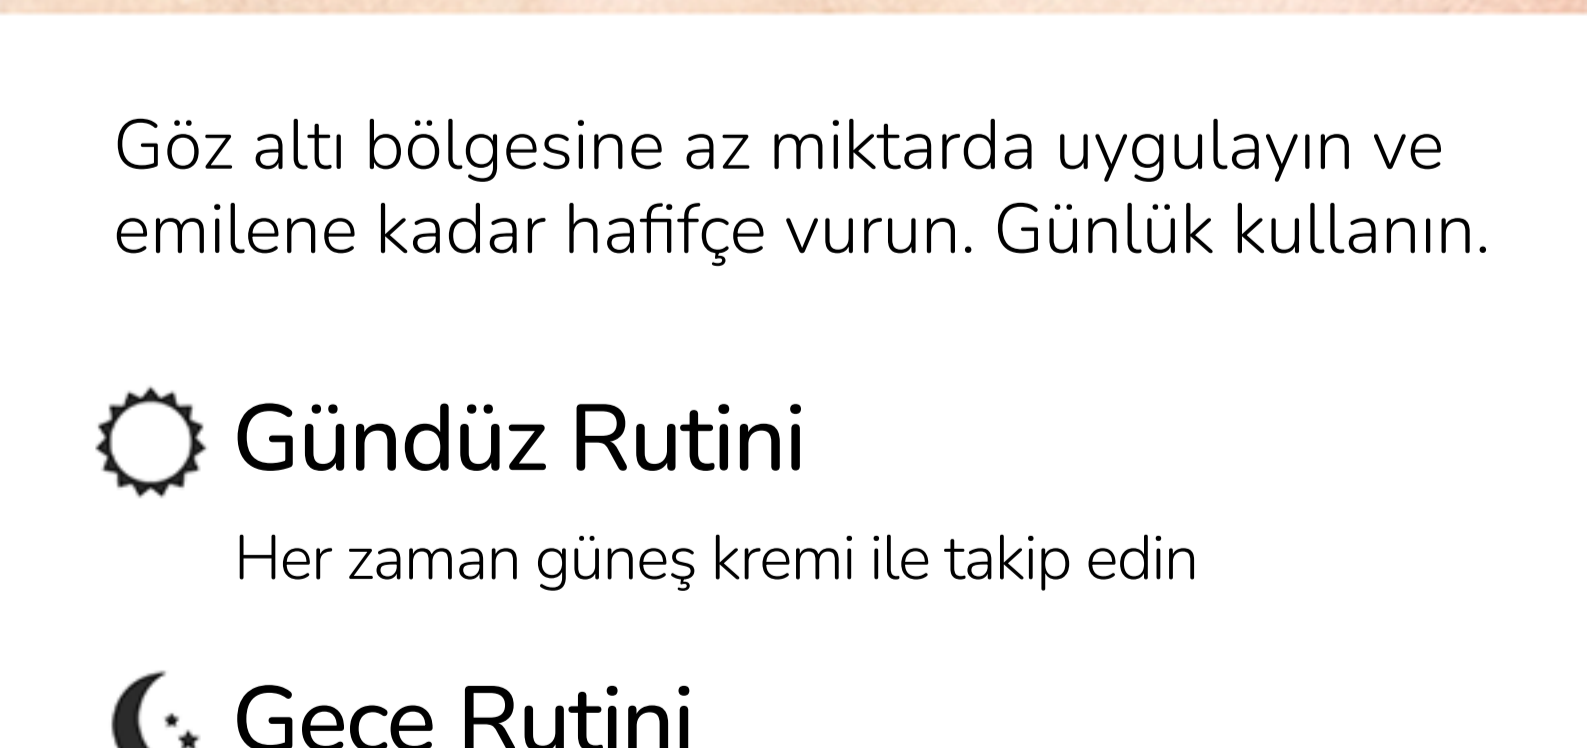 Göz altı bölgesine az miktarda uygulayın ve
emilene kadar hafifçe vurun. Günlük kullanın.
Gündüz Rutini
Her zaman güneş kremi ile takip edin
Gece Rutini